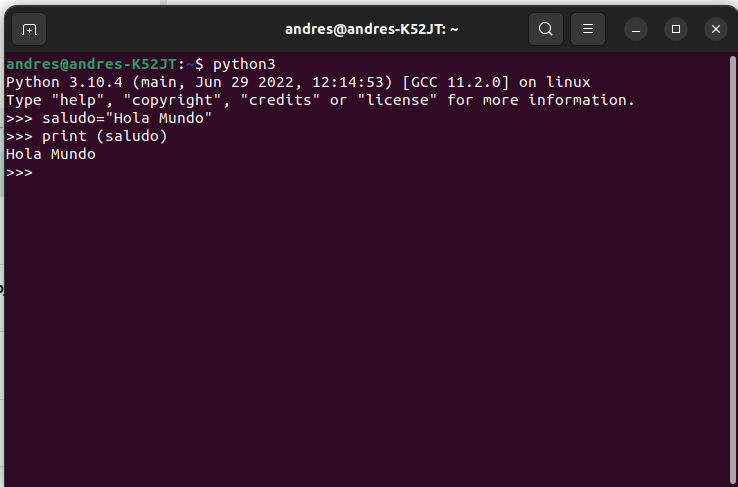 andres@andres-K52JT: ~
andres@andres-K52JT:~$ python3
Python 3.10.4 (main, Jun 29 2022, 12:14:53) [GCC 11.2.0] on linux
Type "help", "copyright", "credits" or "license" for more information.
>>> saludo="Hola Mundo"
>>> print (saludo)
Hola Mundo
>>>